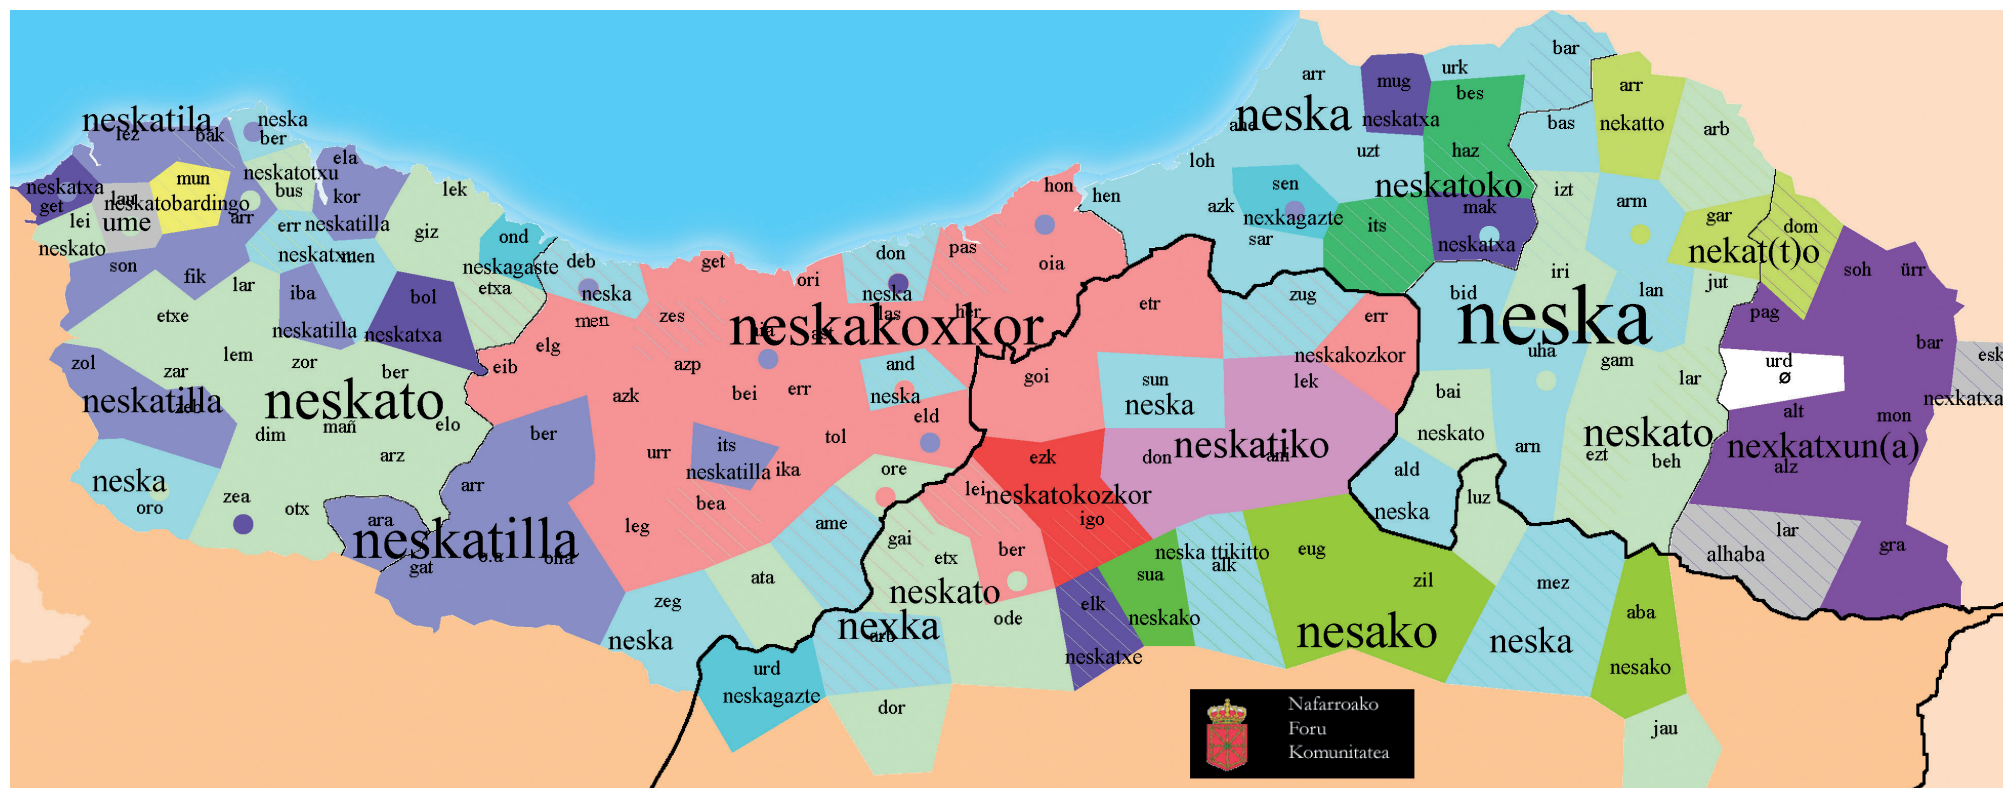 bar
arr
urk
mug
bes
arr
neska
neskatxa
nekatto
bas
arb
ahe
neskatila
lez
bak
neska
ber
uzt
haz
loh
ela
neskatotxu
bus
kor
lek
mun
neskatxa
get
lau
neskatobardingo
ume
arr
lei
neskato
err
neskatilla
giz
ond
neskagaste
etxa
son
fik
lar
men
iba
bol
neskatilla
neskatxa
etxe
hon
hen
sen
nexkagazte
azk
sar
its
neskatoko
mak
neskatxa
izt
arm
gar
nekat(t)o
dom
jut
iri
lan
bid
neska
soh
ürr
pag
bar
esk
nexkatxa
urd
ø
alt
mon
nexkatxun(a)
alz
lar
alhaba
gra
deb
neska
get
ori
don
neska
pas
oia
men
zes
neskakoxkor
las
her
elg
eib
azp
azk
bei
err
and
neska
eld
tol
urr
its
neskatilla
ika
bea
leg
ore
ame
etr
zug
err
neskakozkor
goi
sun
neska
lek
don
neskatiko
ani
ezk
neskatokozkor
igo
lei
ber
uha
gam
lar
bai
neskato
ald
neska
arn
luz
neskato
ezt
beh
zol
zar
lem
zor
ber
neskatilla
zeb
neskato
dim
mañ
elo
arz
neska
oro
zea
otx
ara
neskatilla
gat
ber
arr
zeg
neska
ata
gai
etx
neskato
nexka
arb
ode
elk
neskatxe
sua
neskako
neska ttikitto
alk
eug
zil
nesako
mez
neska
aba
nesako
jau
urd
neskagazte
dor
Nafarroako
Foru
Komunitatea